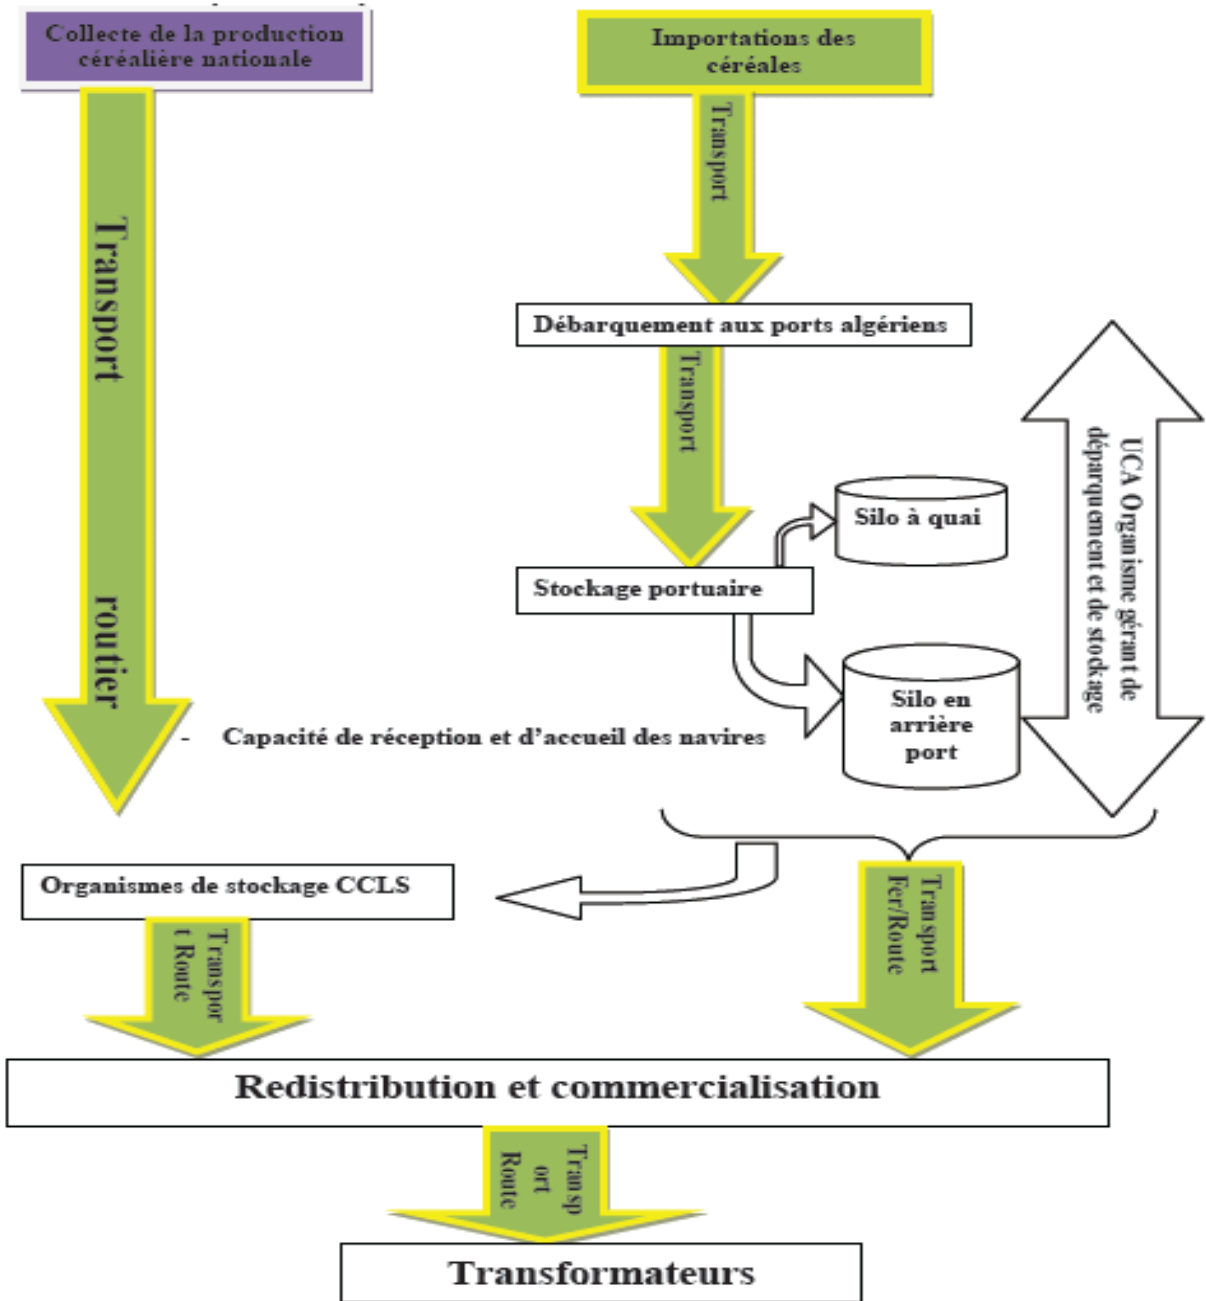 Collecte de la production
céréalière nationale
Importations des
céréales
Transport
Transport
routier
Débarquement aux ports algériens
Transport
UCA Organisme gérant de
déparquement et de stockage
Silo à quai
Stockage portuaire
Silo en
arrière
port
- Capacité de réception et d’accueil des navires
Organismes de stockage CCLS
Transpor
t Route
Transport
Fer/Route
Redistribution et commercialisation
Transp
ort
Route
Transformateurs